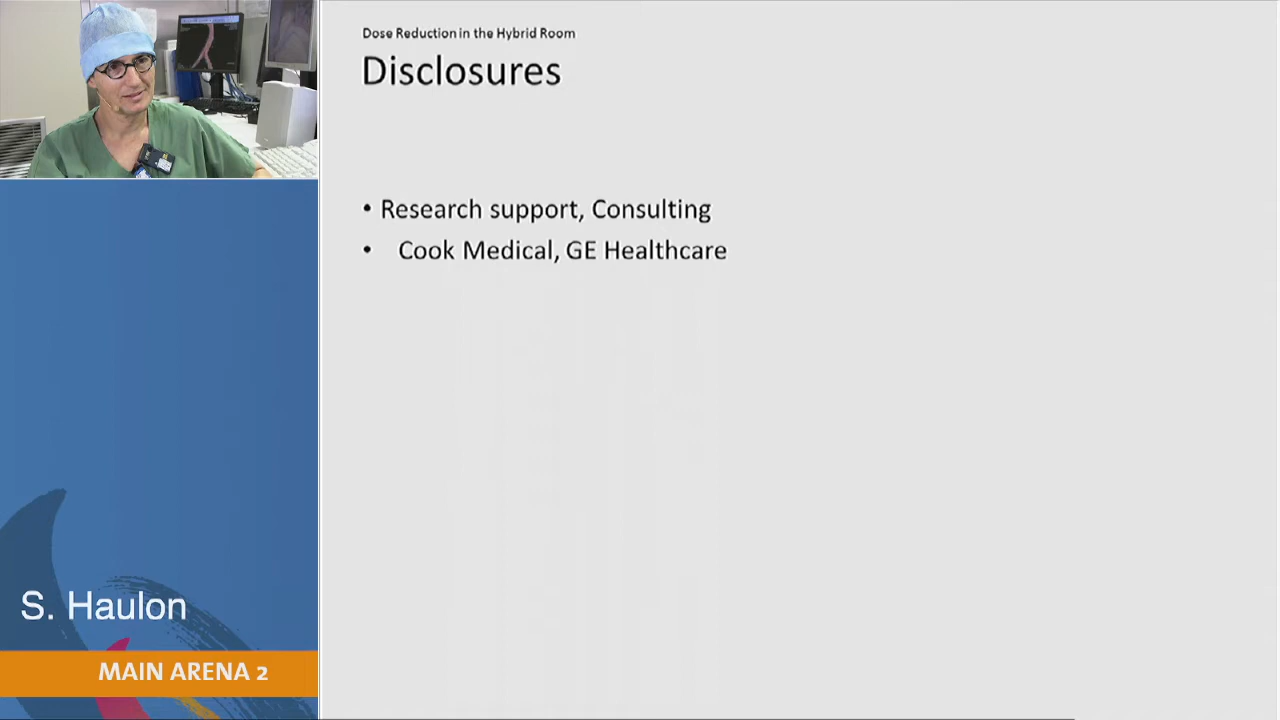 Dose Reduction in the Hybrid Room
Disclosures
• Research support, Consulting
• Cook Medical, GE Healthcare
S. Haulon
MAIN ARENA 2